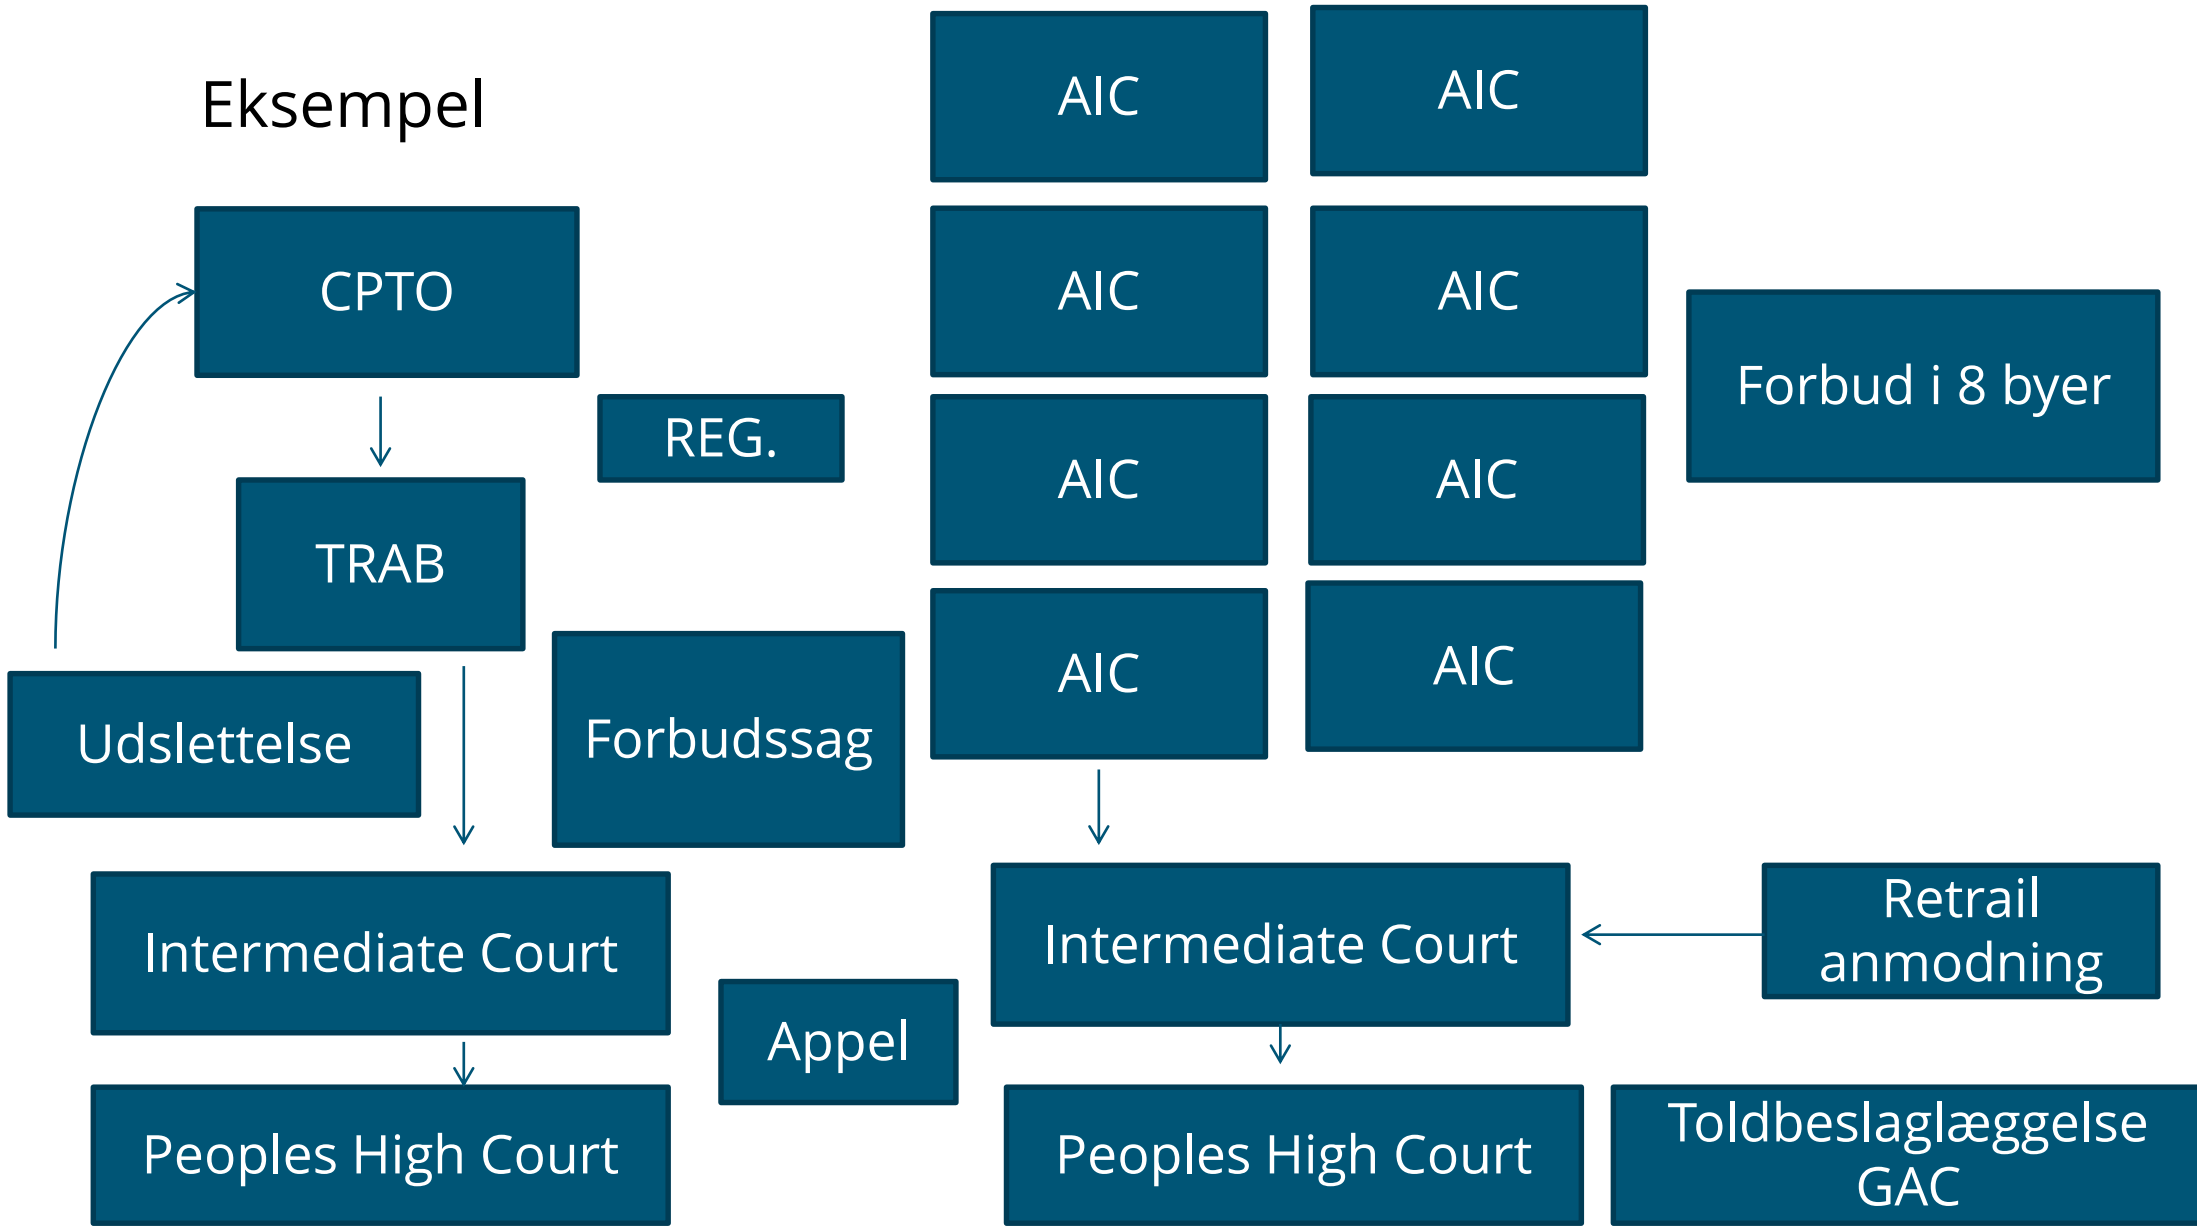 Eksempel
AIC
AIC
CPTO
AIC
AIC
Forbud i 8 byer
REG.
AIC
AIC
TRAB
AIC
AIC
Udslettelse
Forbudssag
Intermediate Court
Intermediate Court
Retrail
anmodning
Appel
Peoples High Court
Peoples High Court
Toldbeslaglæggelse
GAC